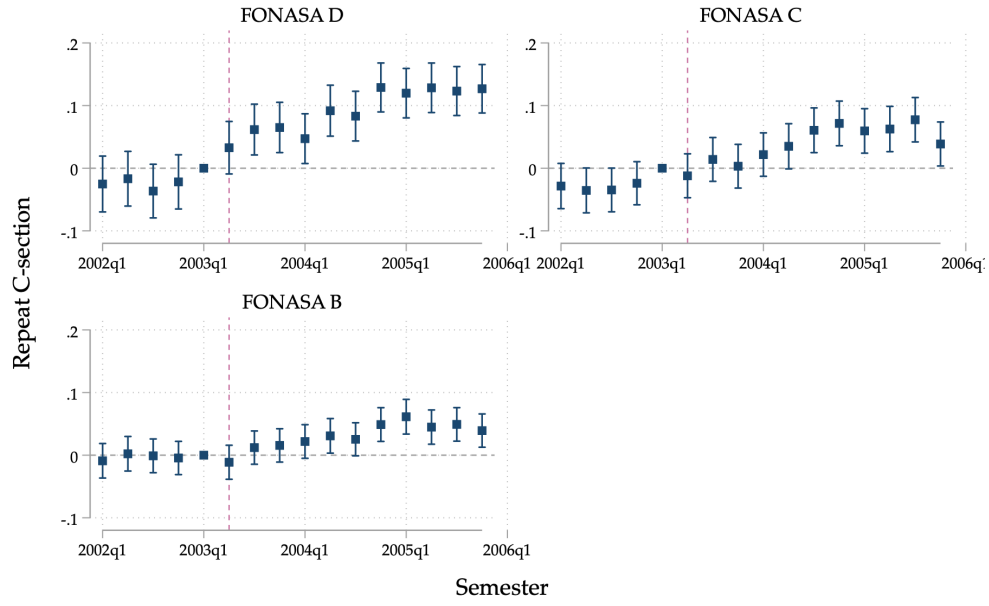 FONASA D
FONASA C
.2
.1
0
-.1
2002q1
2003q1
2004q1
2005q1
2006q1
.2
.1
0
-.1
2002q1
2003q1
2004q1
2005q1
2006q1
Repeat C-section
FONASA B
.2
.1
0
-.1
2002q1
2003q1
2004q1
2005q1
2006q1
Semester